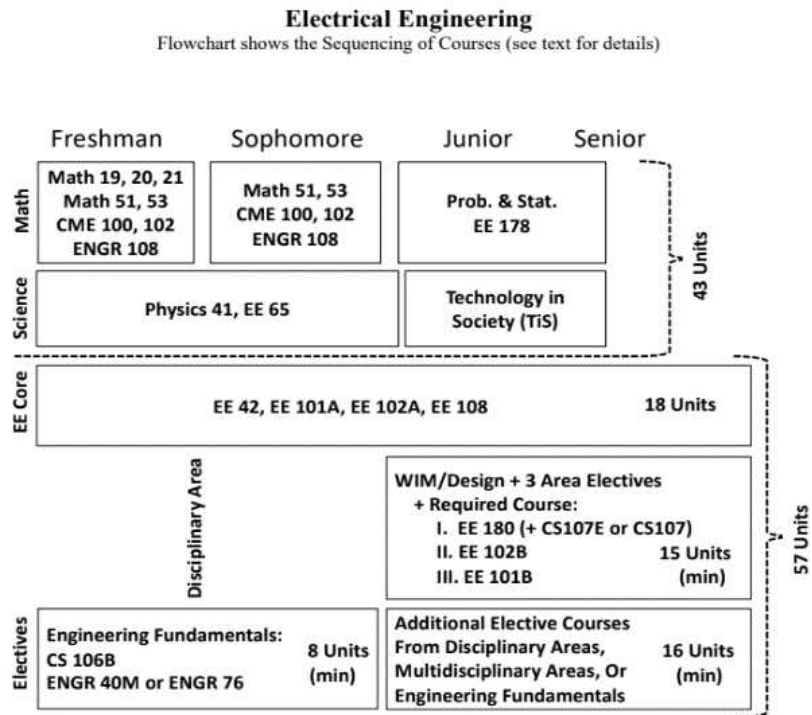 Electrical Engineering
Flowchart shows the Sequencing of Courses (see text for details)
Freshman
Sophomore
Junior
Senior
Math
Math 19, 20, 21
Math 51, 53
CME 100, 102
ENGR 108
Math 51, 53
CME 100, 102
ENGR 108
Prob. & Stat.
EE 178
43 Units
Science
Physics 41, EE 65
Technology in
Society (TiS)
EE Core
EE 42, EE 101A, EE 102A, EE 108
18 Units
Disciplinary Area
WIM/Design + 3 Area Electives
+ Required Course:
I. EE 180 (+ CS107E or CS107)
II. EE 102B
III. EE 101B
15 Units
(min)
57 Units
Electives
Engineering Fundamentals:
CS 106B
ENGR 40M or ENGR 76
8 Units
(min)
Additional Elective Courses
From Disciplinary Areas,
Multidisciplinary Areas, Or
Engineering Fundamentals
16 Units
(min)